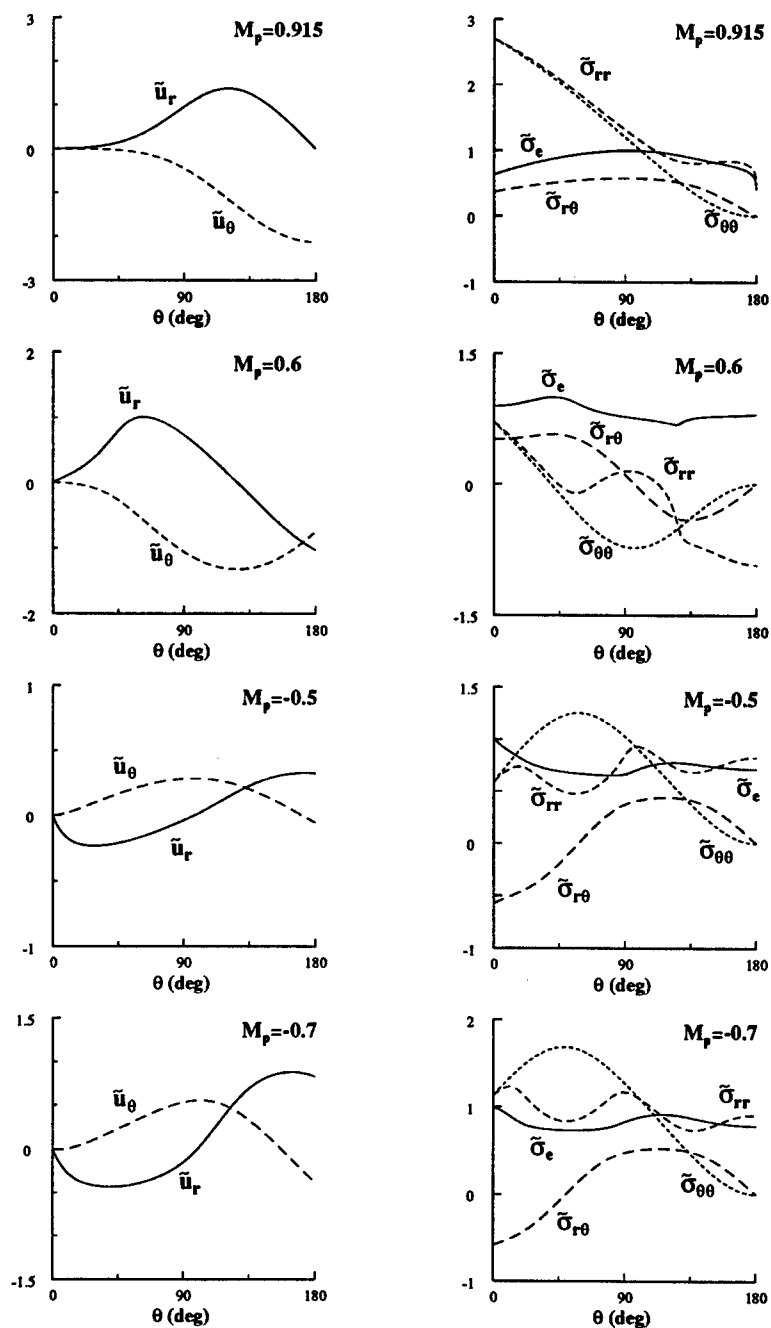 3
0
-3
0
90
180
θ (deg)
M_p=0.915
ũ_r
ũ_θ
3
2
1
0
-1
0
90
180
θ (deg)
M_p=0.915
σ̃_rr
σ̃_e
σ̃_rθ
σ̃_θθ
2
1
0
-2
0
90
180
θ (deg)
M_p=0.6
ũ_r
ũ_θ
1.5
0
-1.5
0
90
180
θ (deg)
M_p=0.6
σ̃_e
σ̃_rθ
σ̃_rr
σ̃_θθ
1
0
-1
0
90
180
θ (deg)
M_p=-0.5
ũ_θ
ũ_r
1.5
0
-1
0
90
180
θ (deg)
M_p=-0.5
σ̃_rr
σ̃_e
σ̃_θθ
σ̃_rθ
1.5
0
-1.5
0
90
180
θ (deg)
M_p=-0.7
ũ_θ
ũ_r
2
1
0
-1
0
90
180
θ (deg)
M_p=-0.7
σ̃_rr
σ̃_e
σ̃_θθ
σ̃_rθ